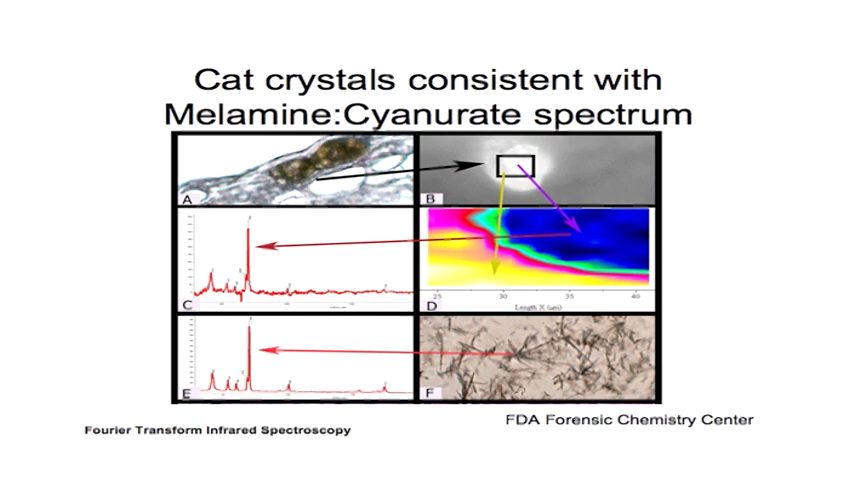 Cat crystals consistent with
Melamine:Cyanurate spectrum
A
B
C
D
25 30 35 40
Length X (µm)
E
F
FDA Forensic Chemistry Center
Fourier Transform Infrared Spectroscopy